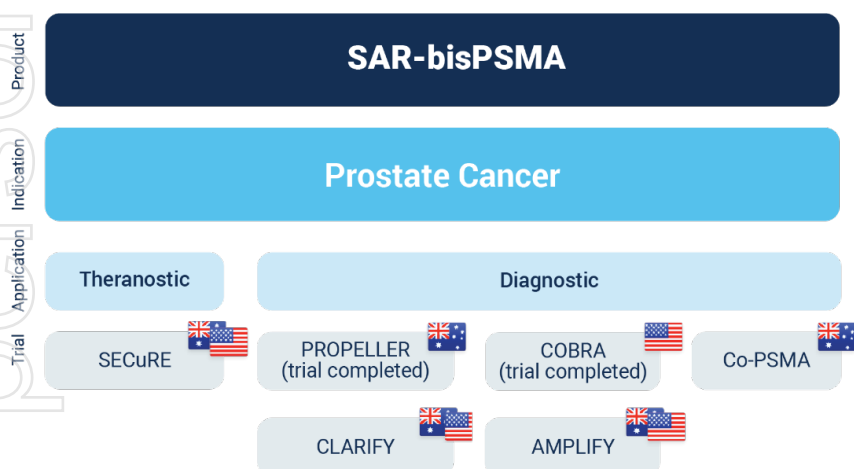 Product
SAR-bisPSMA
Indication
Prostate Cancer
Application
Theranostic
Diagnostic
Trial
SECuRE
PROPELLER
(trial completed)
COBRA
(trial completed)
Co-PSMA
CLARIFY
AMPLIFY